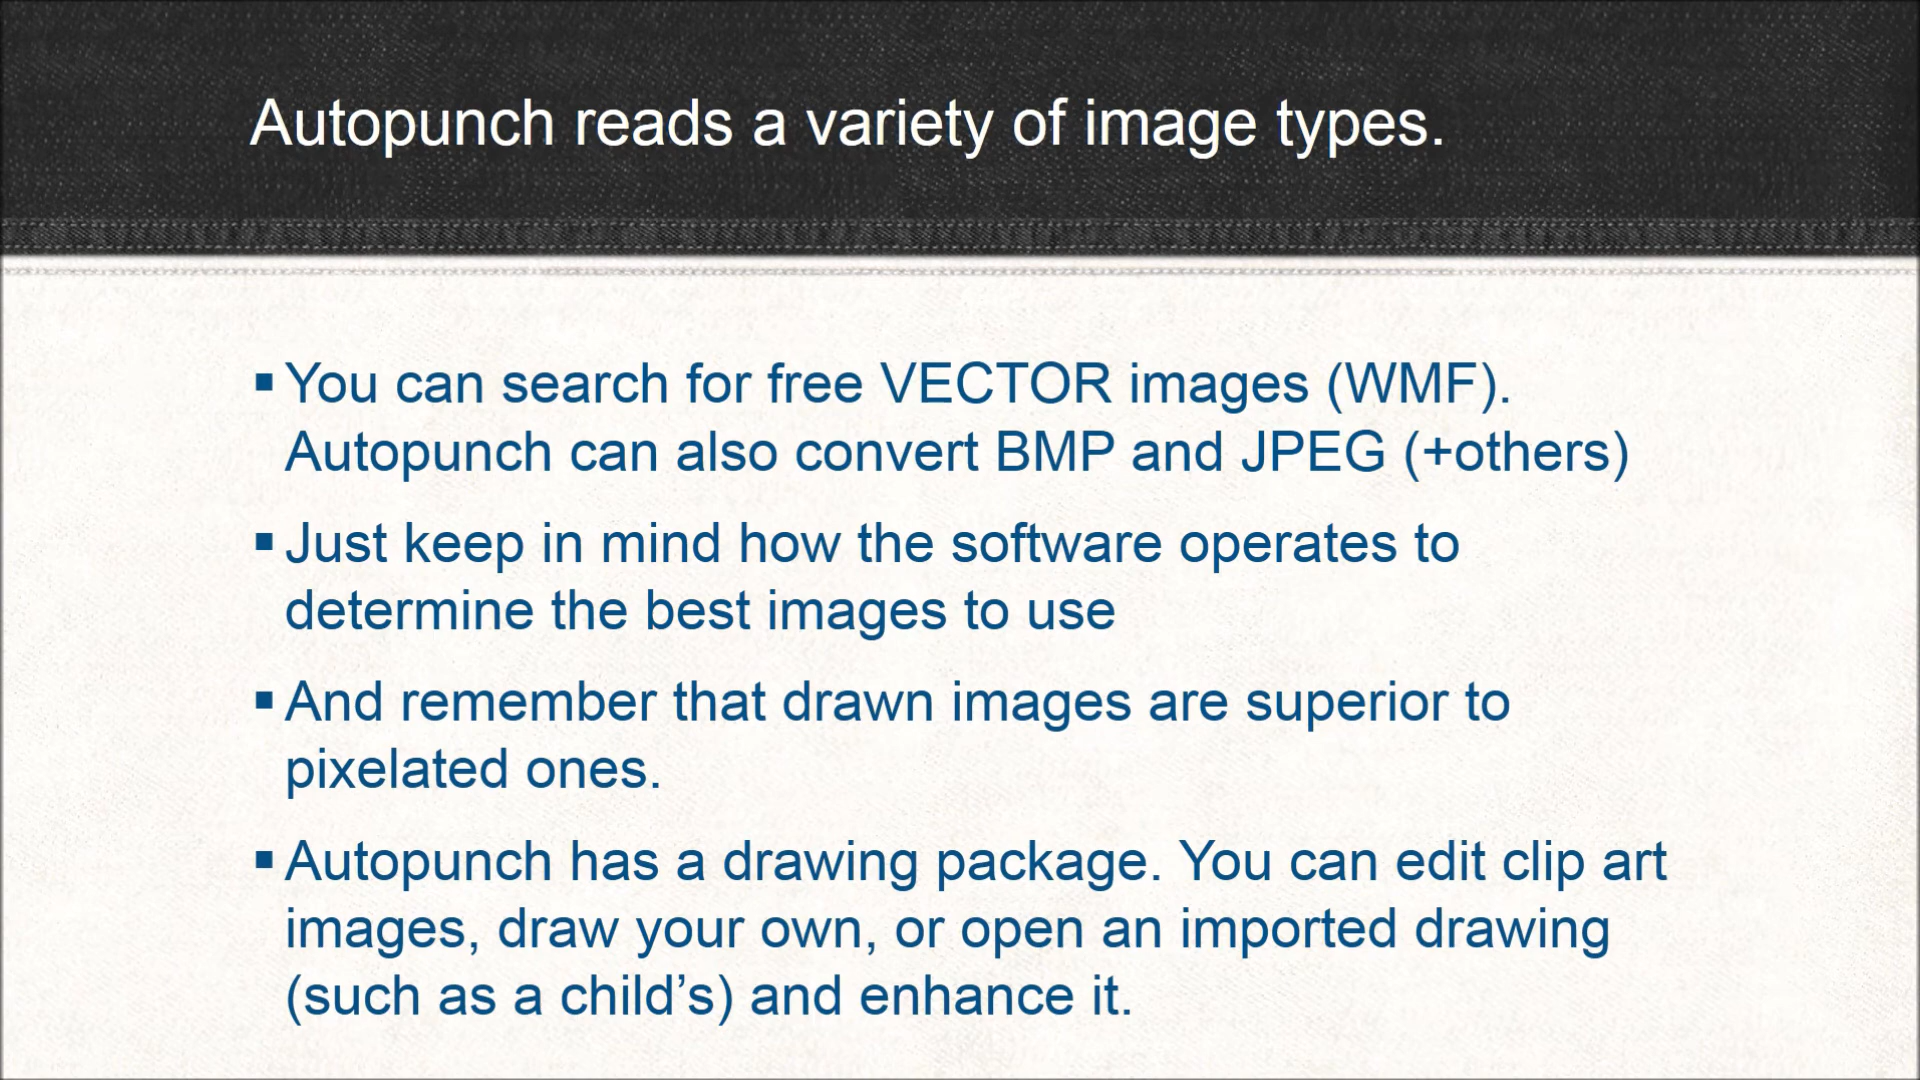 Autopunch reads a variety of image types.
▪ You can search for free VECTOR images (WMF).
Autopunch can also convert BMP and JPEG (+others)
▪ Just keep in mind how the software operates to
determine the best images to use
▪ And remember that drawn images are superior to
pixelated ones.
▪ Autopunch has a drawing package. You can edit clip art
images, draw your own, or open an imported drawing
(such as a child’s) and enhance it.